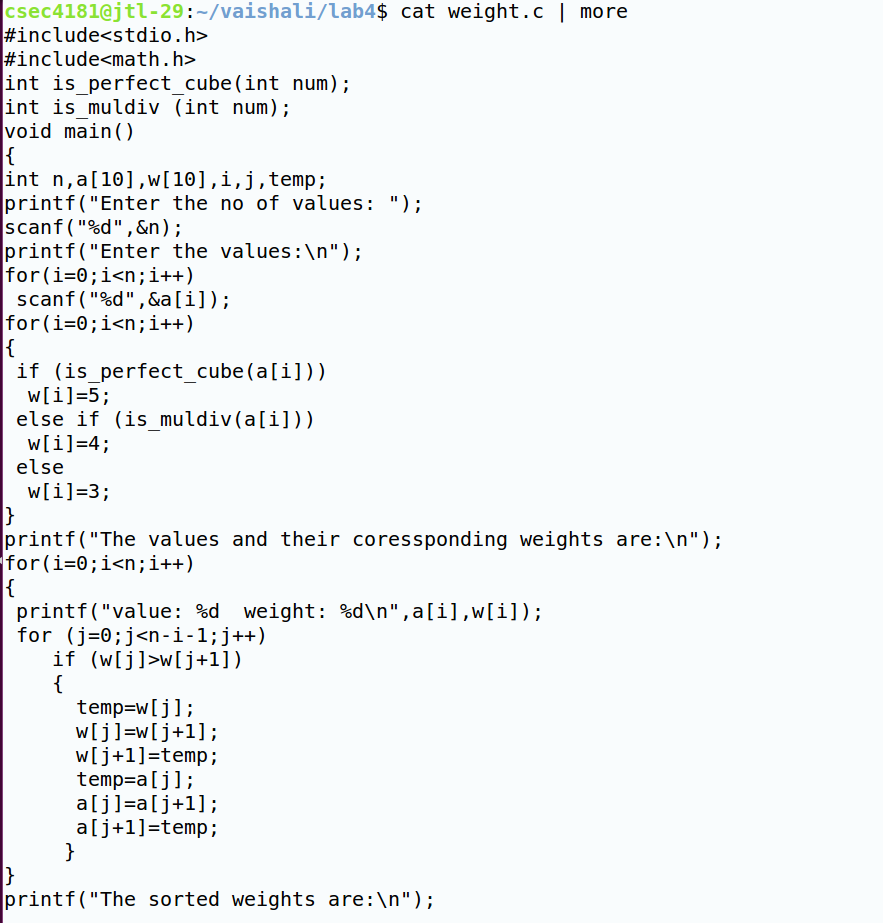 csec4181@jtl-29:~/vaishali/lab4$ cat weight.c | more
#include<stdio.h>
#include<math.h>
int is_perfect_cube(int num);
int is_muldiv (int num);
void main()
{
int n,a[10],w[10],i,j,temp;
printf("Enter the no of values: ");
scanf("%d",&n);
printf("Enter the values:\n");
for(i=0;i<n;i++)
 scanf("%d",&a[i]);
for(i=0;i<n;i++)
{
 if (is_perfect_cube(a[i]))
  w[i]=5;
 else if (is_muldiv(a[i]))
  w[i]=4;
 else
  w[i]=3;
}
printf("The values and their coressponding weights are:\n");
for(i=0;i<n;i++)
{
 printf("value: %d  weight: %d\n",a[i],w[i]);
 for (j=0;j<n-i-1;j++)
    if (w[j]>w[j+1])
    {
      temp=w[j];
      w[j]=w[j+1];
      w[j+1]=temp;
      temp=a[j];
      a[j]=a[j+1];
      a[j+1]=temp;
     }
}
printf("The sorted weights are:\n");